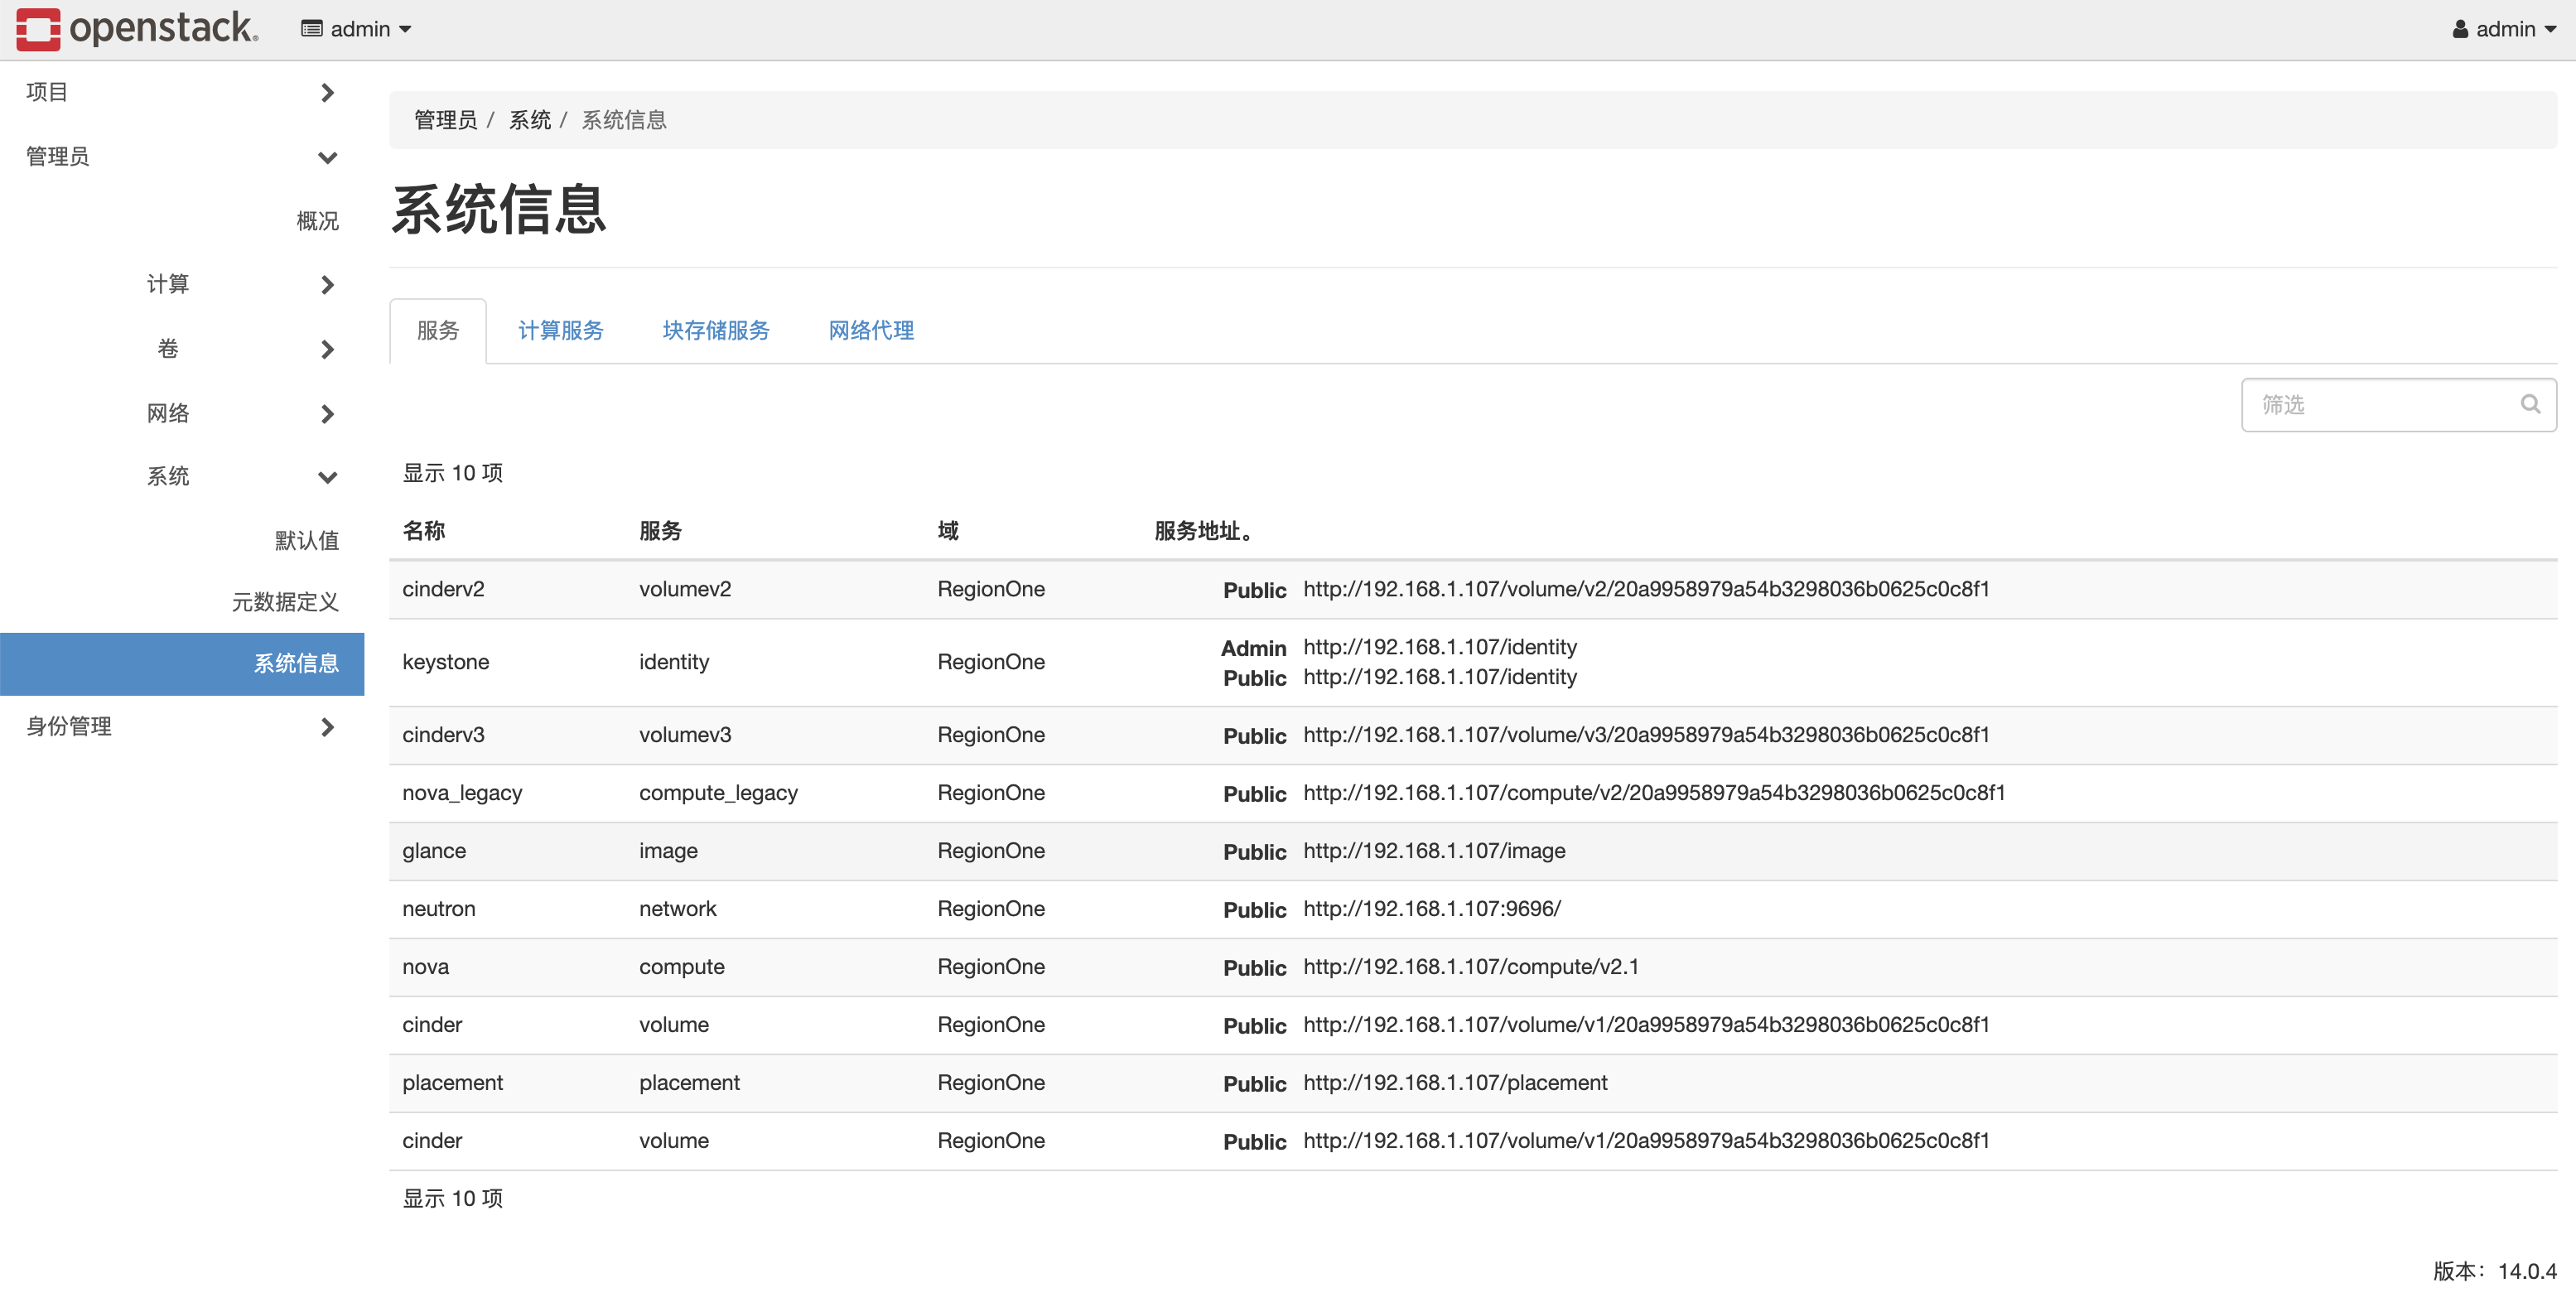 openstack. admin admin
项目
管理员
概况
计算
卷
网络
系统
默认值
元数据定义
系统信息
身份管理
管理员 / 系统 / 系统信息
系统信息
服务 计算服务 块存储服务 网络代理
筛选
显示 10 项
名称 服务 域 服务地址。
cinderv2 volumev2 RegionOne Public http://192.168.1.107/volume/v2/20a9958979a54b3298036b0625c0c8f1
keystone identity RegionOne Admin http://192.168.1.107/identity
Public http://192.168.1.107/identity
cinderv3 volumev3 RegionOne Public http://192.168.1.107/volume/v3/20a9958979a54b3298036b0625c0c8f1
nova_legacy compute_legacy RegionOne Public http://192.168.1.107/compute/v2/20a9958979a54b3298036b0625c0c8f1
glance image RegionOne Public http://192.168.1.107/image
neutron network RegionOne Public http://192.168.1.107:9696/
nova compute RegionOne Public http://192.168.1.107/compute/v2.1
cinder volume RegionOne Public http://192.168.1.107/volume/v1/20a9958979a54b3298036b0625c0c8f1
placement placement RegionOne Public http://192.168.1.107/placement
cinder volume RegionOne Public http://192.168.1.107/volume/v1/20a9958979a54b3298036b0625c0c8f1
显示 10 项
版本：14.0.4